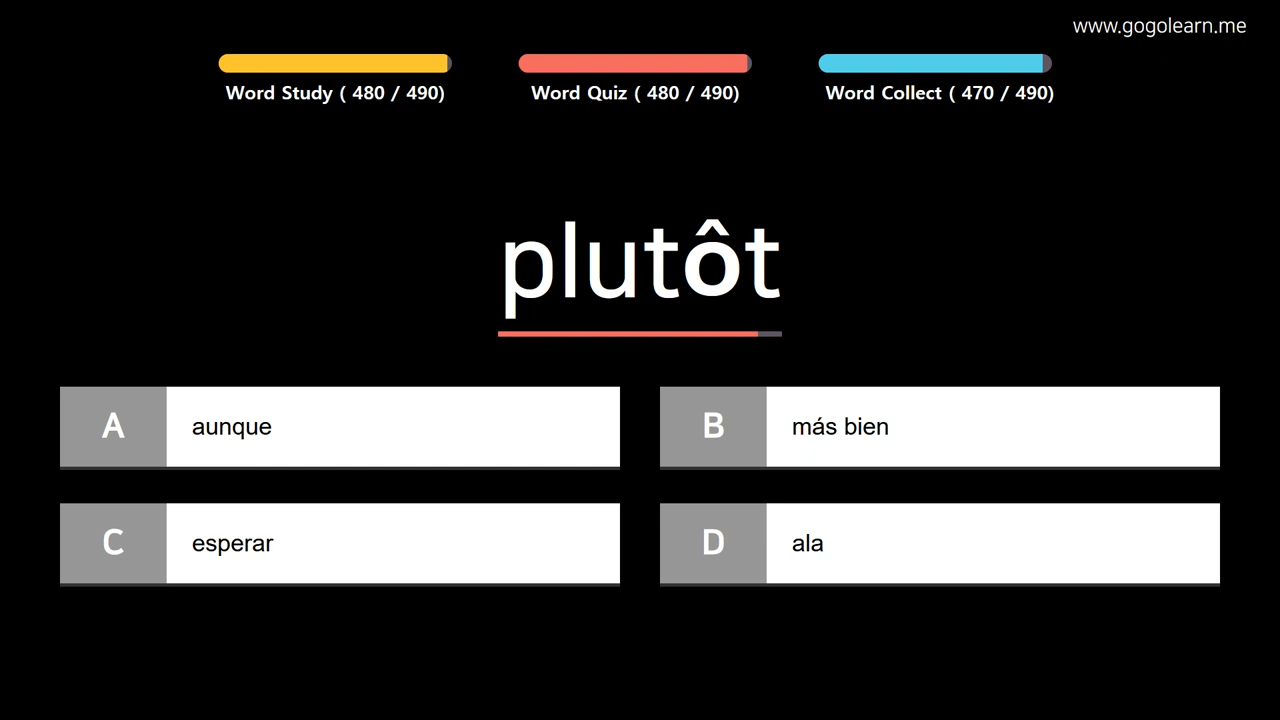 www.gogolearn.me
Word Study ( 480 / 490)
Word Quiz ( 480 / 490)
Word Collect ( 470 / 490)
plutôt
A aunque
B más bien
C esperar
D ala